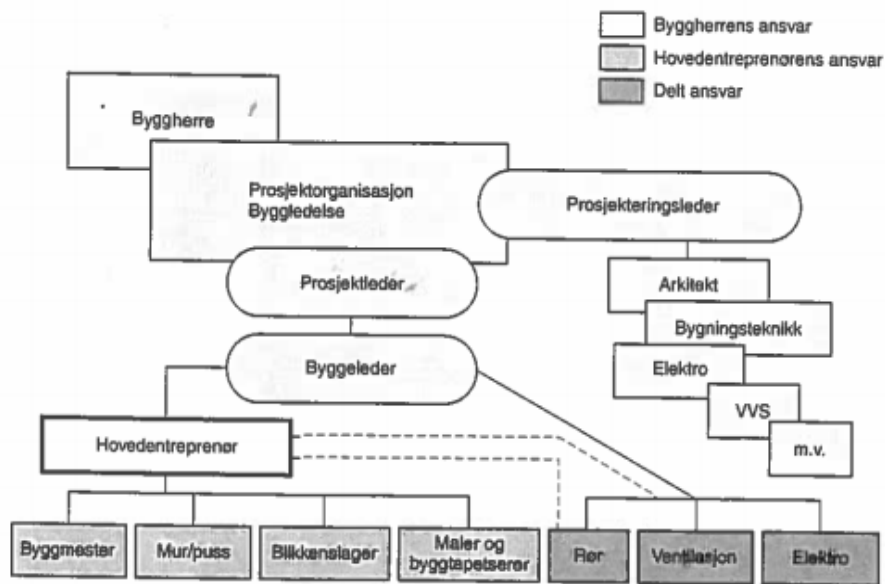 Byggherrens ansvar
Hovedentreprenørens ansvar
Delt ansvar
Byggherre
Prosjektorganisasjon
Byggledelse
Prosjekteringsleder
Prosjektleder
Arkitekt
Bygningsteknikk
Elektro
VVS
m.v.
Byggeleder
Hovedentreprenør
Byggmester
Mur/puss
Blikkenslager
Maler og
byggtapetserer
Rør
Ventilasjon
Elektro